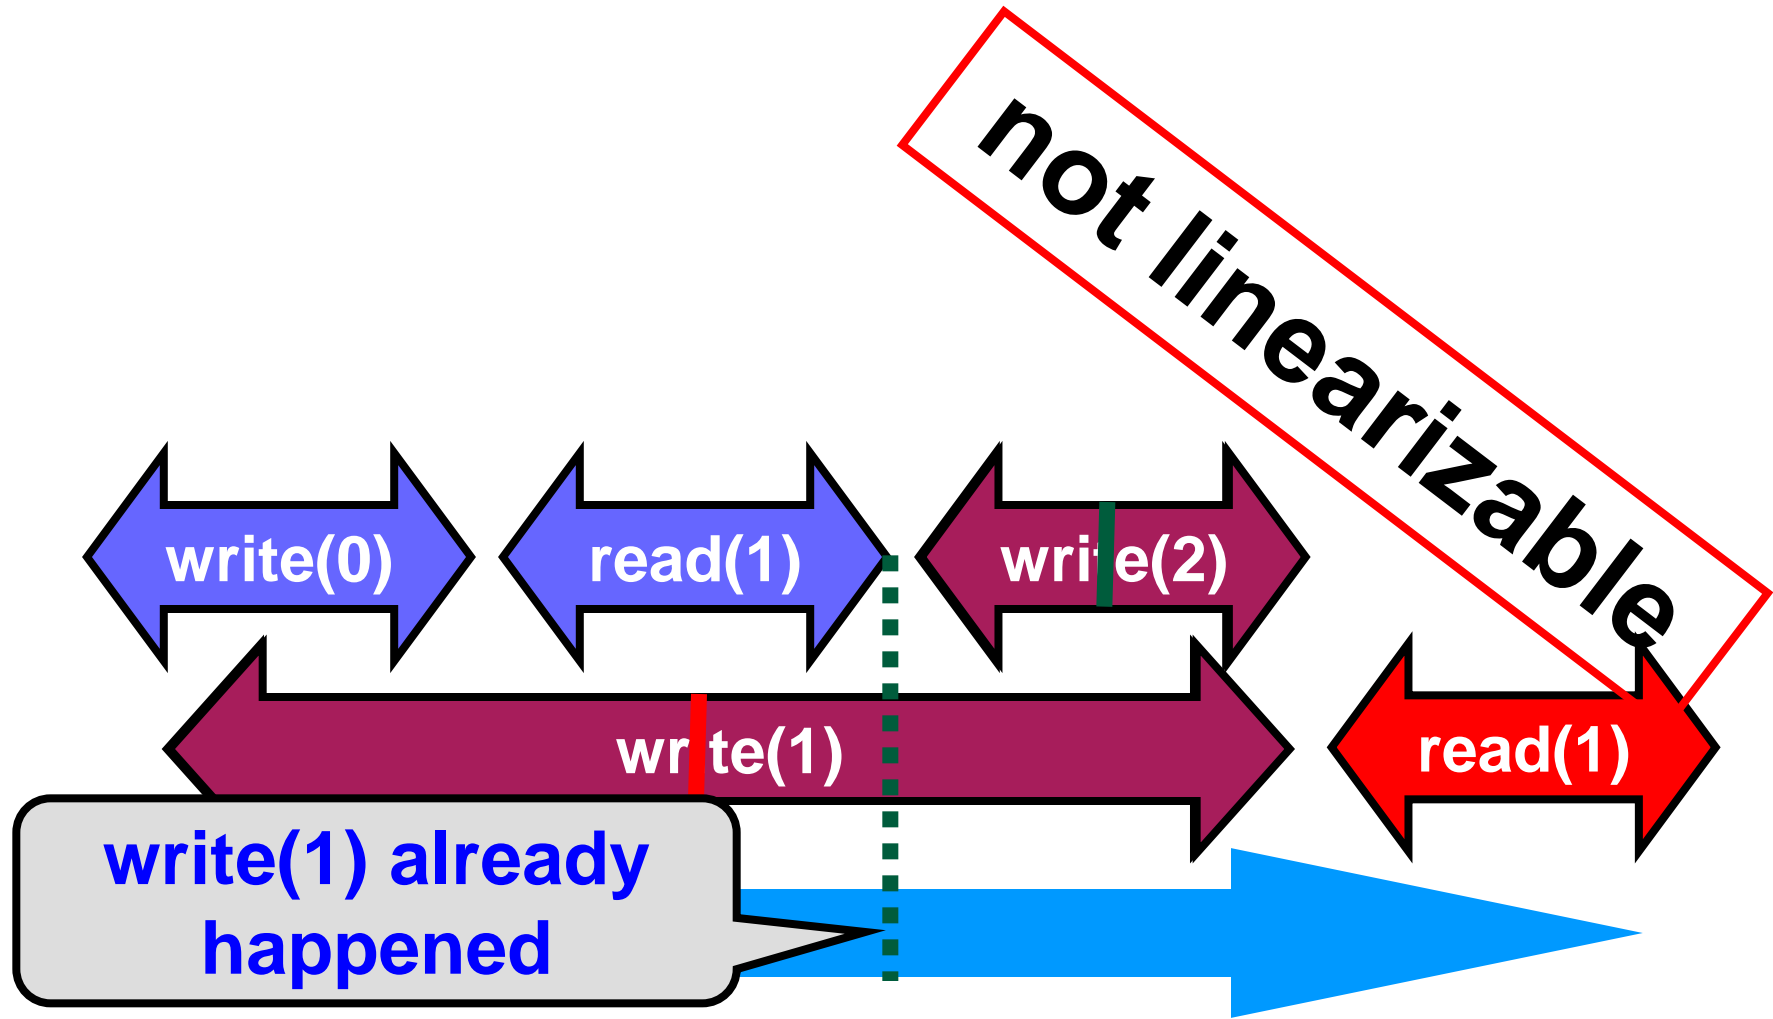 not linearizable
write(0)
read(1)
write(2)
write(1)
read(1)
write(1) already
happened